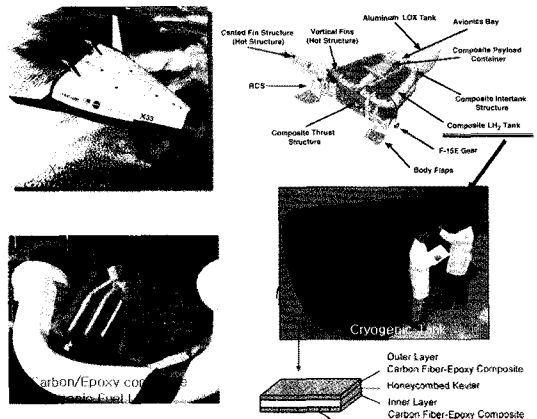 X33
Canted Fin Structure
(Hot Structure)
RCS
Vertical Fins
(Hot Structure)
Aluminum LOX Tank
Avionics Bay
Composite Payload
Container
Composite Intertank
Structure
Composite LH₂ Tank
F-15E Gear
Body Flaps
Composite Thrust
Structure
Carbon/Epoxy
Fuel
Cryogenic Tank
Outer Layer
Carbon Fiber-Epoxy Composite
Honeycombed Kevlar
Inner Layer
Carbon Fiber-Epoxy Composite